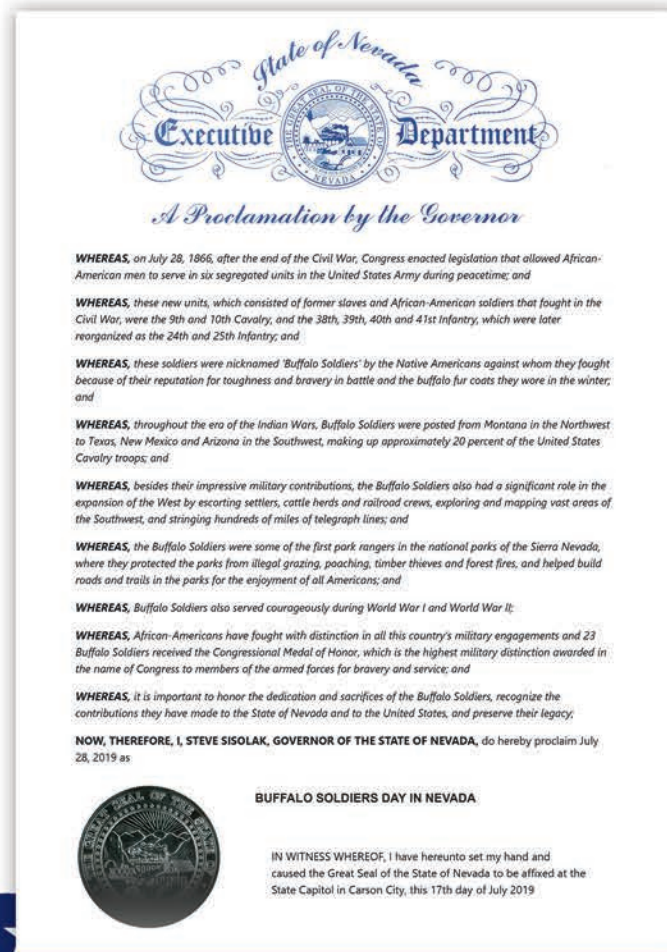 State of Nevada
THE GREAT SEAL OF THE STATE OF
NEVADA
Executive Department
A Proclamation by the Governor
WHEREAS, on July 28, 1866, after the end of the Civil War, Congress enacted legislation that allowed African-
American men to serve in six segregated units in the United States Army during peacetime; and
WHEREAS, these new units, which consisted of former slaves and African-American soldiers that fought in the
Civil War, were the 9th and 10th Cavalry, and the 38th, 39th, 40th and 41st Infantry, which were later
reorganized as the 24th and 25th Infantry; and
WHEREAS, these soldiers were nicknamed 'Buffalo Soldiers' by the Native Americans against whom they fought
because of their reputation for toughness and bravery in battle and the buffalo fur coats they wore in the winter;
and
WHEREAS, throughout the era of the Indian Wars, Buffalo Soldiers were posted from Montana in the Northwest
to Texas, New Mexico and Arizona in the Southwest, making up approximately 20 percent of the United States
Cavalry troops; and
WHEREAS, besides their impressive military contributions, the Buffalo Soldiers also had a significant role in the
expansion of the West by escorting settlers, cattle herds and railroad crews, exploring and mapping vast areas of
the Southwest, and stringing hundreds of miles of telegraph lines; and
WHEREAS, the Buffalo Soldiers were some of the first park rangers in the national parks of the Sierra Nevada,
where they protected the parks from illegal grazing, poaching, timber thieves and forest fires, and helped build
roads and trails in the parks for the enjoyment of all Americans; and
WHEREAS, Buffalo Soldiers also served courageously during World War I and World War II;
WHEREAS, African-Americans have fought with distinction in all this country's military engagements and 23
Buffalo Soldiers received the Congressional Medal of Honor, which is the highest military distinction awarded in
the name of Congress to members of the armed forces for bravery and service; and
WHEREAS, it is important to honor the dedication and sacrifices of the Buffalo Soldiers, recognize the
contributions they have made to the State of Nevada and to the United States, and preserve their legacy;
NOW, THEREFORE, I, STEVE SISOLAK, GOVERNOR OF THE STATE OF NEVADA, do hereby proclaim July
28, 2019 as
BUFFALO SOLDIERS DAY IN NEVADA
GREAT SEAL OF THE STATE
IN WITNESS WHEREOF, I have hereunto set my hand and
caused the Great Seal of the State of Nevada to be affixed at the
State Capitol in Carson City, this 17th day of July 2019